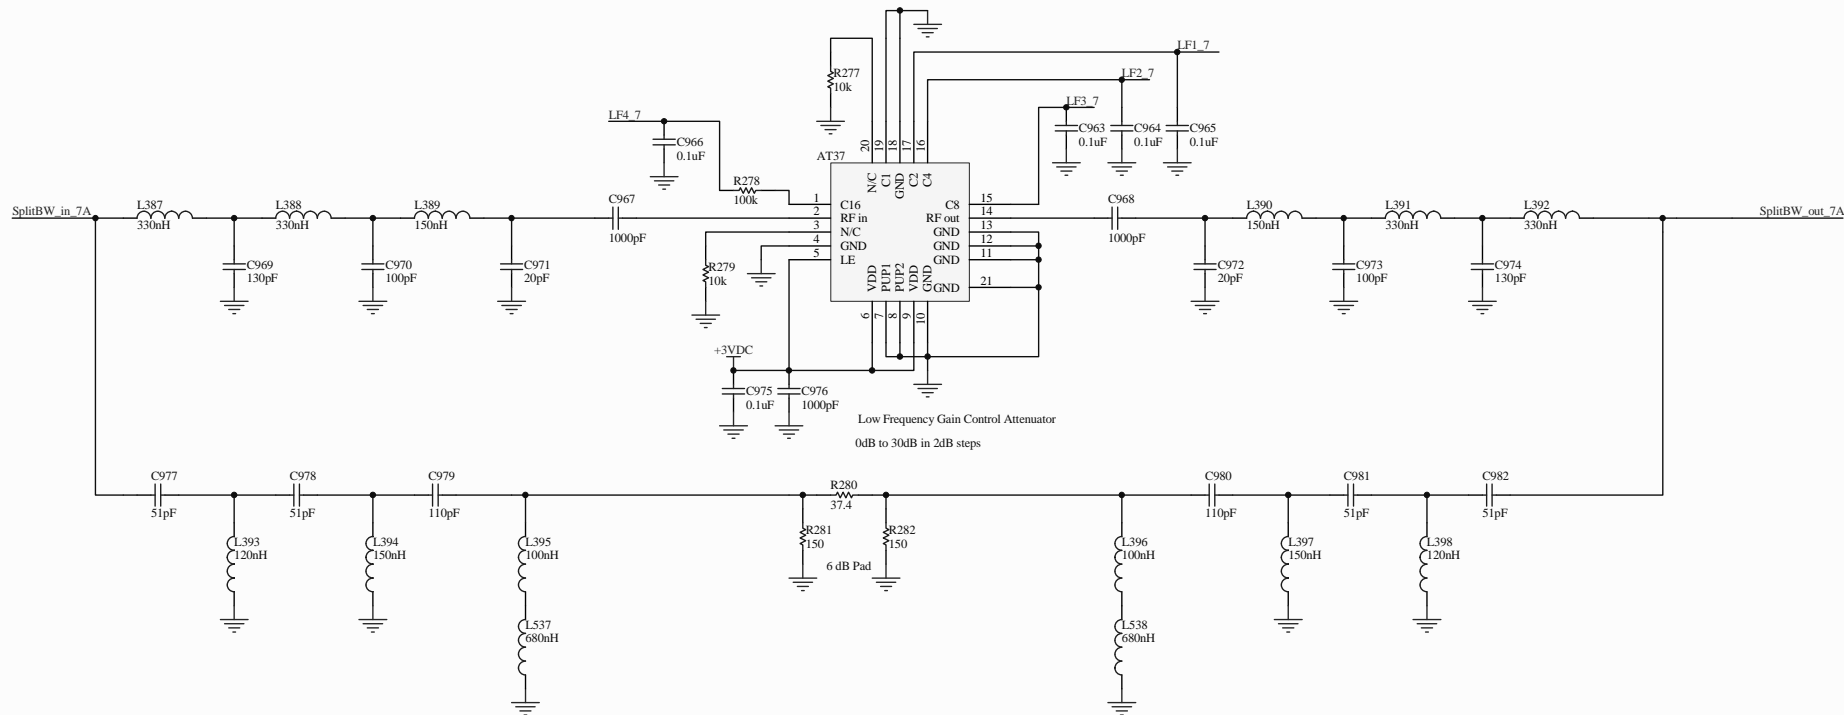 LF1_7
R277
10k
LF2_7
LF3_7
LF4_7
C966
0.1uF
C963
0.1uF
C964
0.1uF
C965
0.1uF
AT37
20
19
18
17
16
N/C
C1
GND
C2
C4
R278
100k
1
2
3
4
5
C16
RF in
N/C
GND
LE
C8
RF out
GND
GND
GND
GND
15
14
13
12
11
21
VDD
PUP1
PUP2
VDD
GND
6
7
8
9
10
SplitBW_in_7A
L387
330nH
L388
330nH
L389
150nH
C967
1000pF
C968
1000pF
L390
150nH
L391
330nH
L392
330nH
SplitBW_out_7A
C969
130pF
C970
100pF
C971
20pF
R279
10k
C972
20pF
C973
100pF
C974
130pF
+3VDC
C975
0.1uF
C976
1000pF
Low Frequency Gain Control Attenuator
0dB to 30dB in 2dB steps
C977
51pF
C978
51pF
C979
110pF
R280
37.4
C980
110pF
C981
51pF
C982
51pF
R281
150
R282
150
6 dB Pad
L393
120nH
L394
150nH
L395
100nH
L396
100nH
L397
150nH
L398
120nH
L537
680nH
L538
680nH